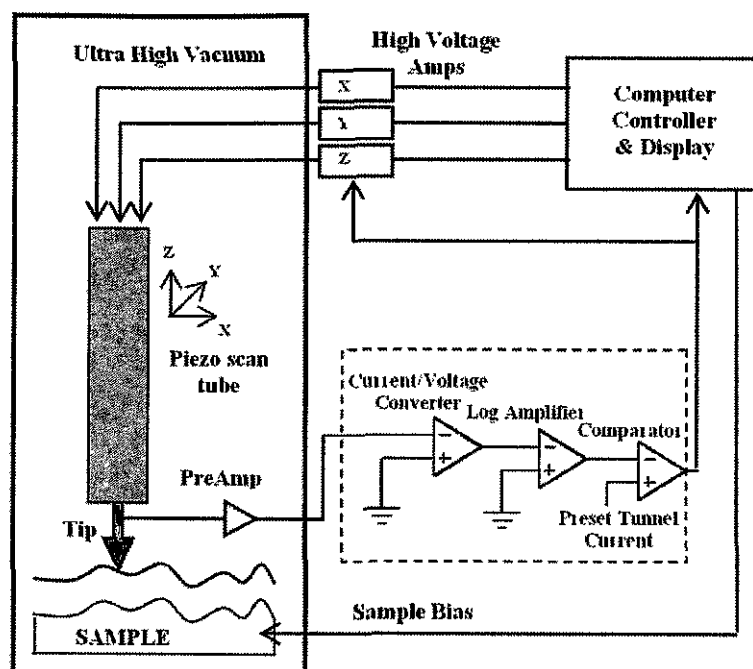 Ultra High Vacuum
High Voltage
Amps
X
Y
Z
Computer
Controller
& Display
Z
Y
X
Piezo scan
tube
Current/Voltage
Converter
Log Amplifier
Comparator
PreAmp
Tip
Preset Tunnel
Current
Sample Bias
SAMPLE